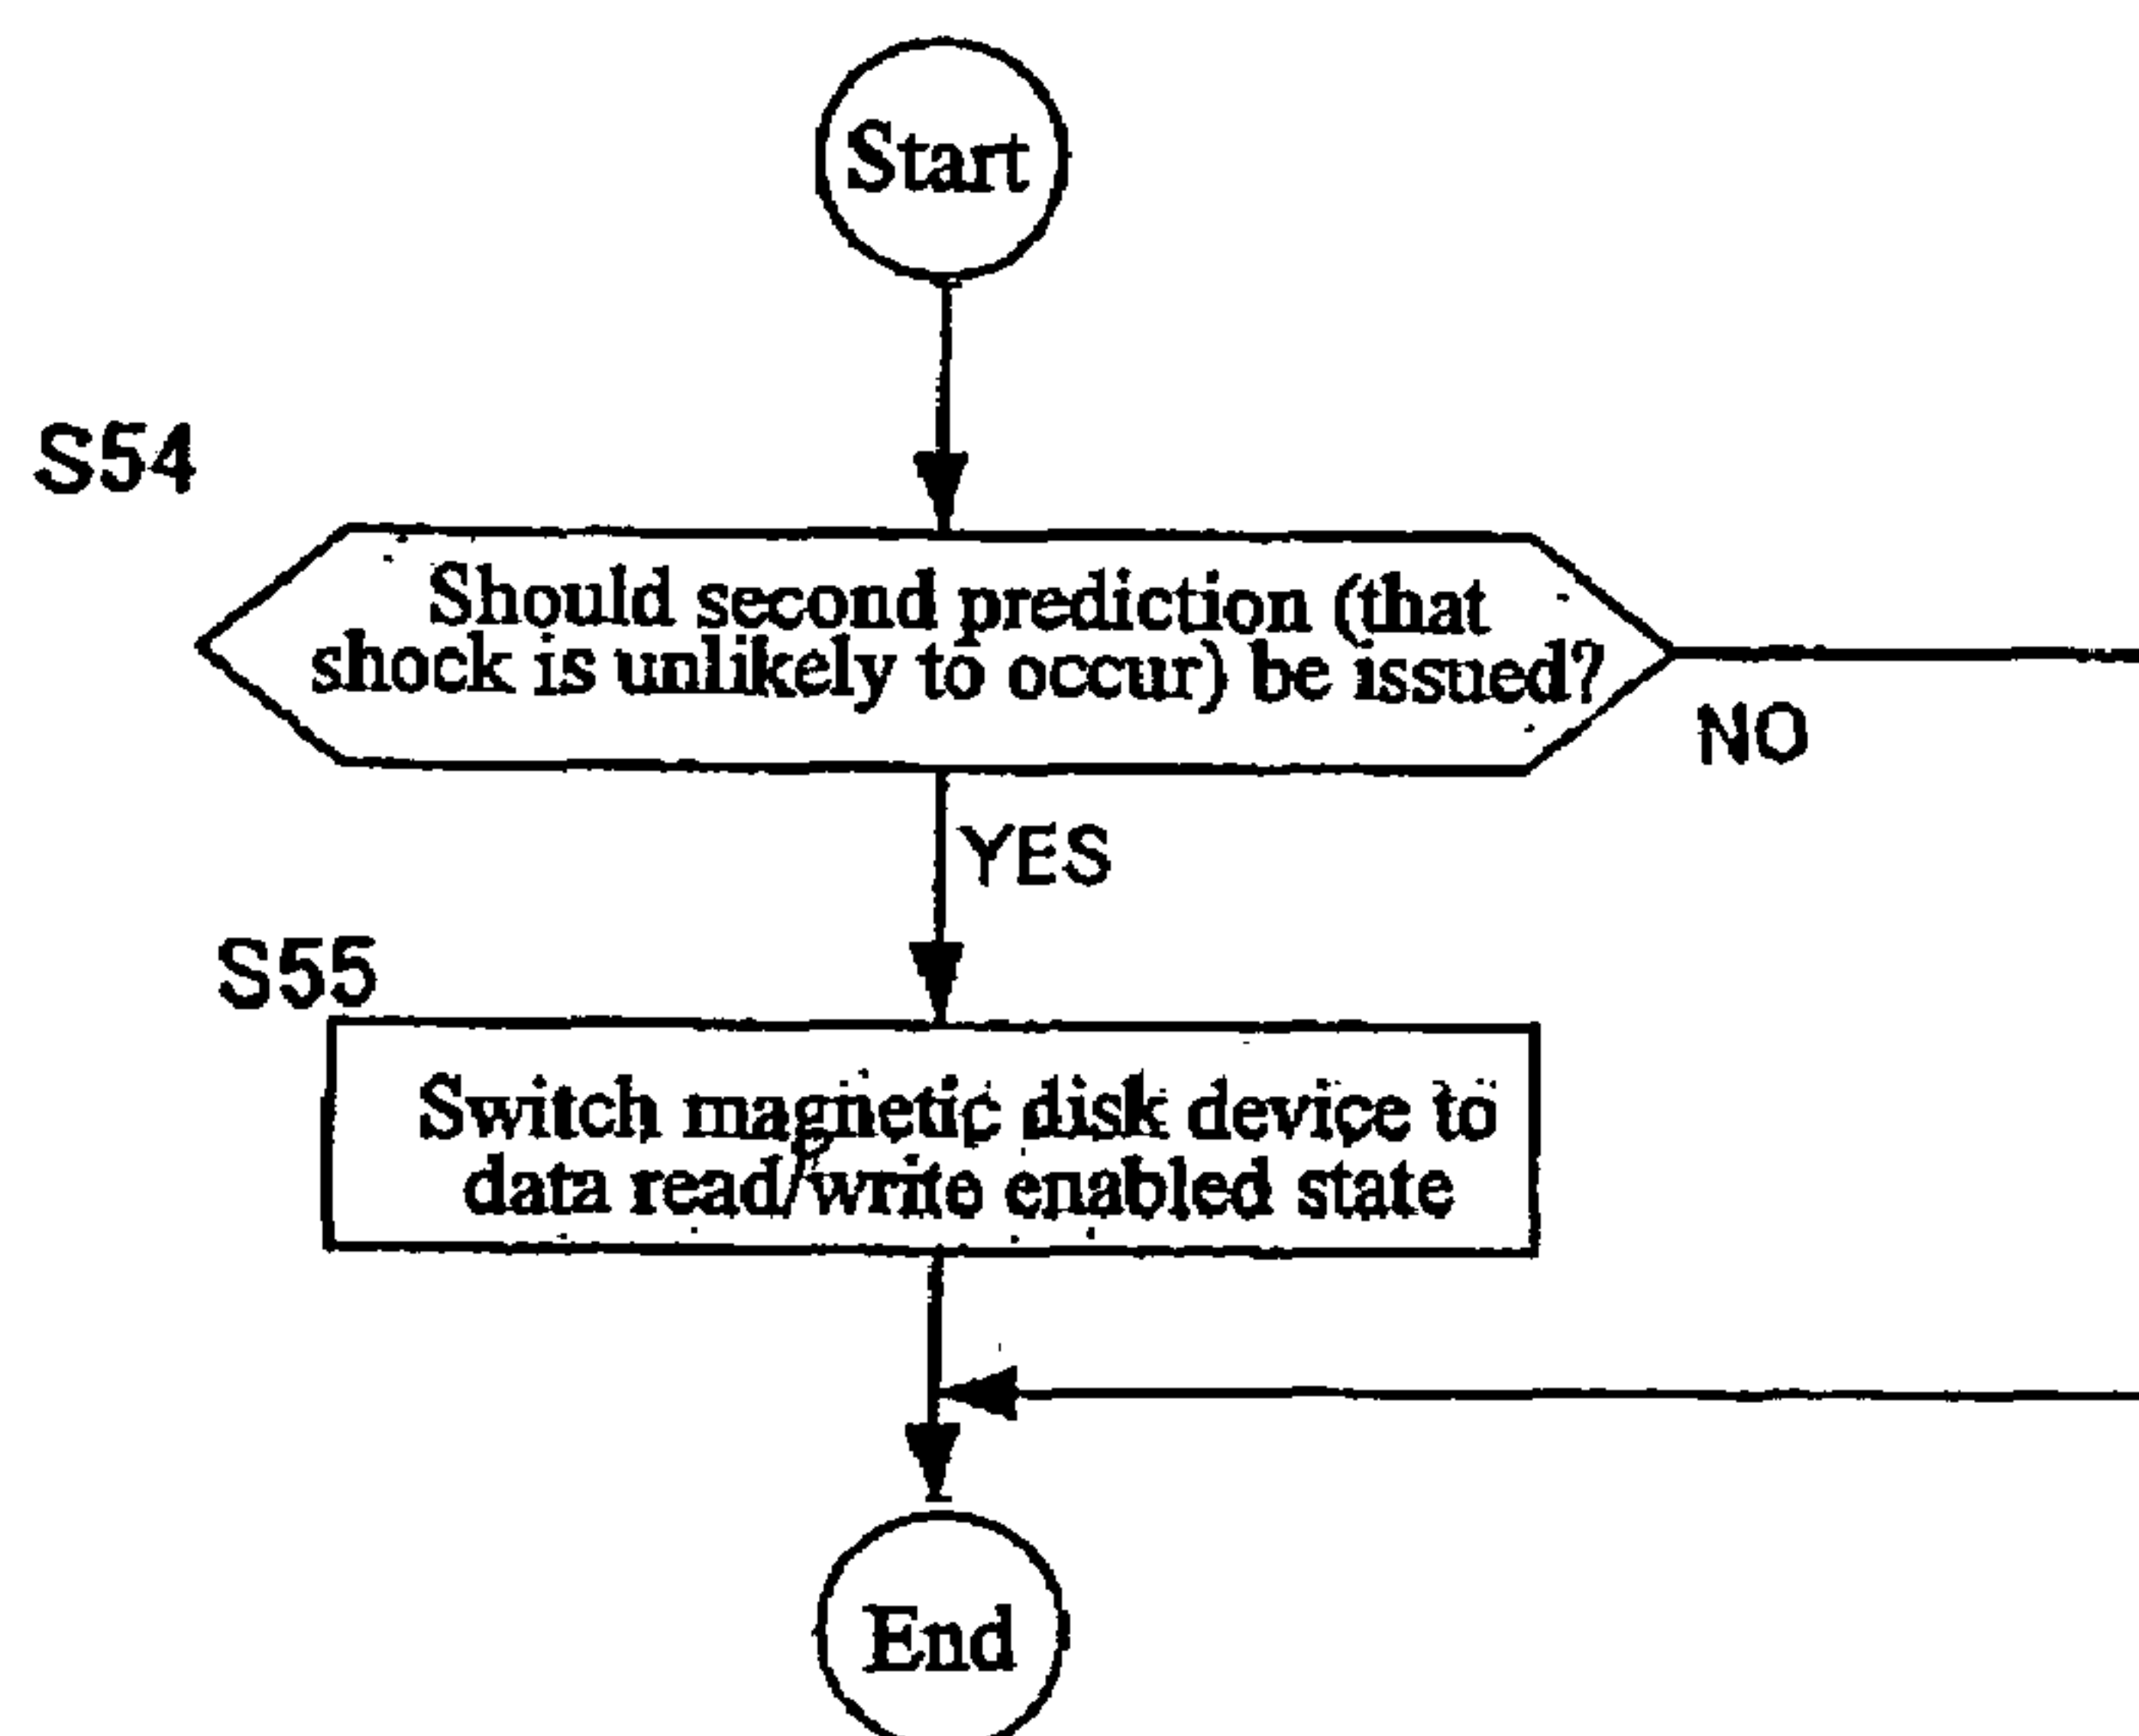 Start
S54
Should second prediction (that
shock is unlikely to occur) be issued?
NO
YES
S55
Switch magnetic disk device to
data read/write enabled state
End